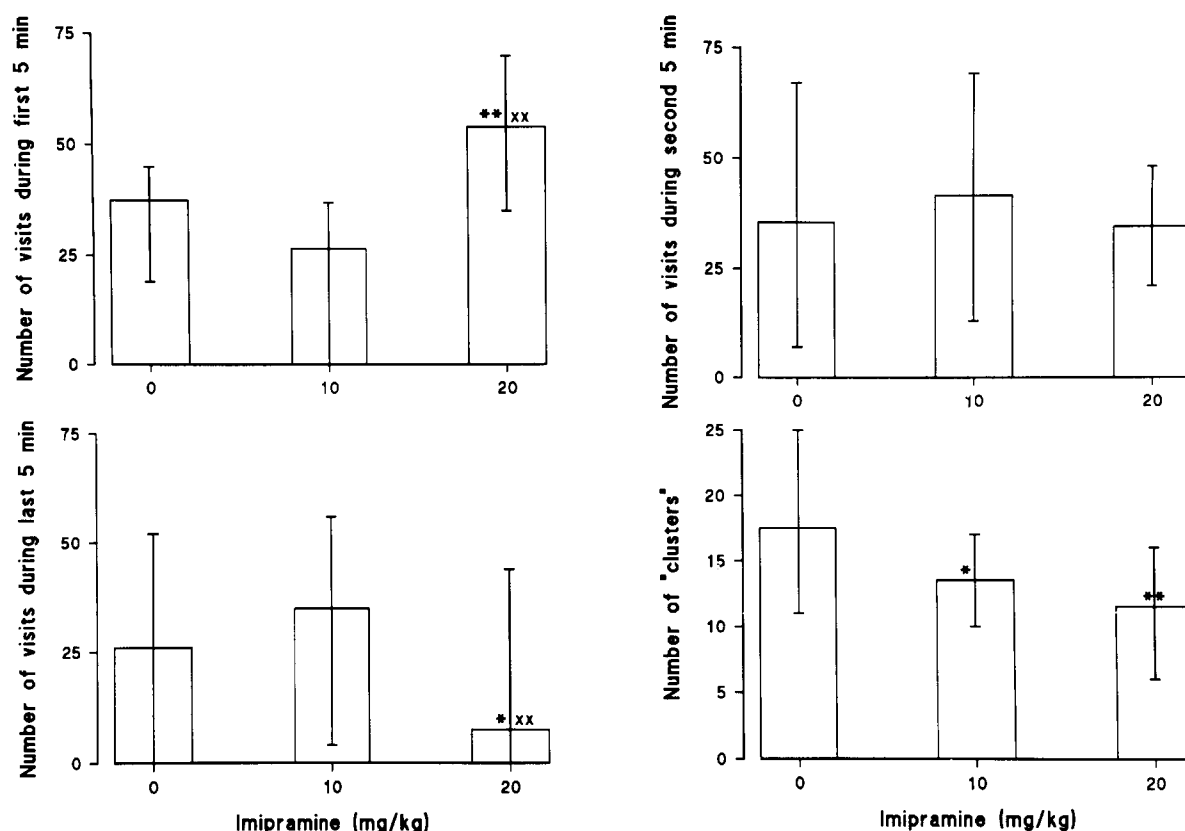 Number of visits during first 5 min
75
50
25
0
** xx
0 10 20
Number of visits during second 5 min
75
50
25
0
0 10 20
Number of visits during last 5 min
75
50
25
0
* xx
0 10 20
Imipramine (mg/kg)
Number of "clusters"
25
20
15
10
5
0
*
**
0 10 20
Imipramine (mg/kg)